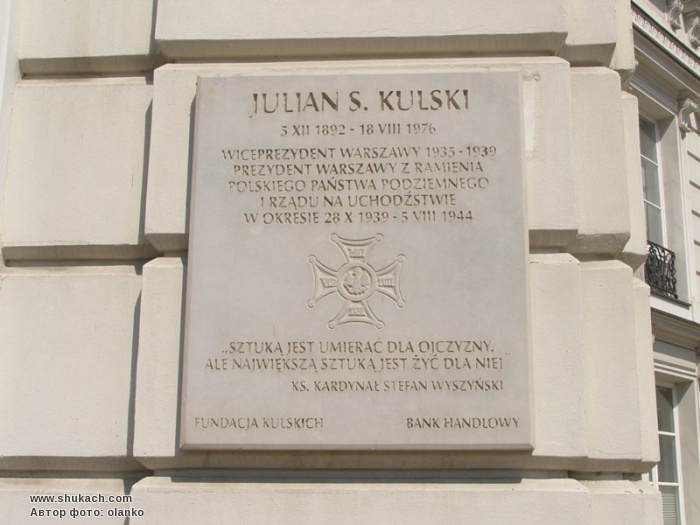 JULIAN S. KULSKI
5 XII 1892 - 18 VIII 1976
WICEPREZYDENT WARSZAWY 1935 - 1939
PREZYDENT WARSZAWY Z RAMIENIA
POLSKIEGO PAŃSTWA PODZIEMNEGO
I RZĄDU NA UCHODŹSTWIE
W OKRESIE 28 X 1939 - 5 VIII 1944
„SZTUKĄ JEST UMIERAĆ DLA OJCZYZNY,
ALE NAJWIĘKSZĄ SZTUKĄ JEST ŻYĆ DLA NIEJ"
KS. KARDYNAŁ STEFAN WYSZYŃSKI
FUNDACJA KULSKICH BANK HANDLOWY
www.shukach.com
Автор фото: olanko